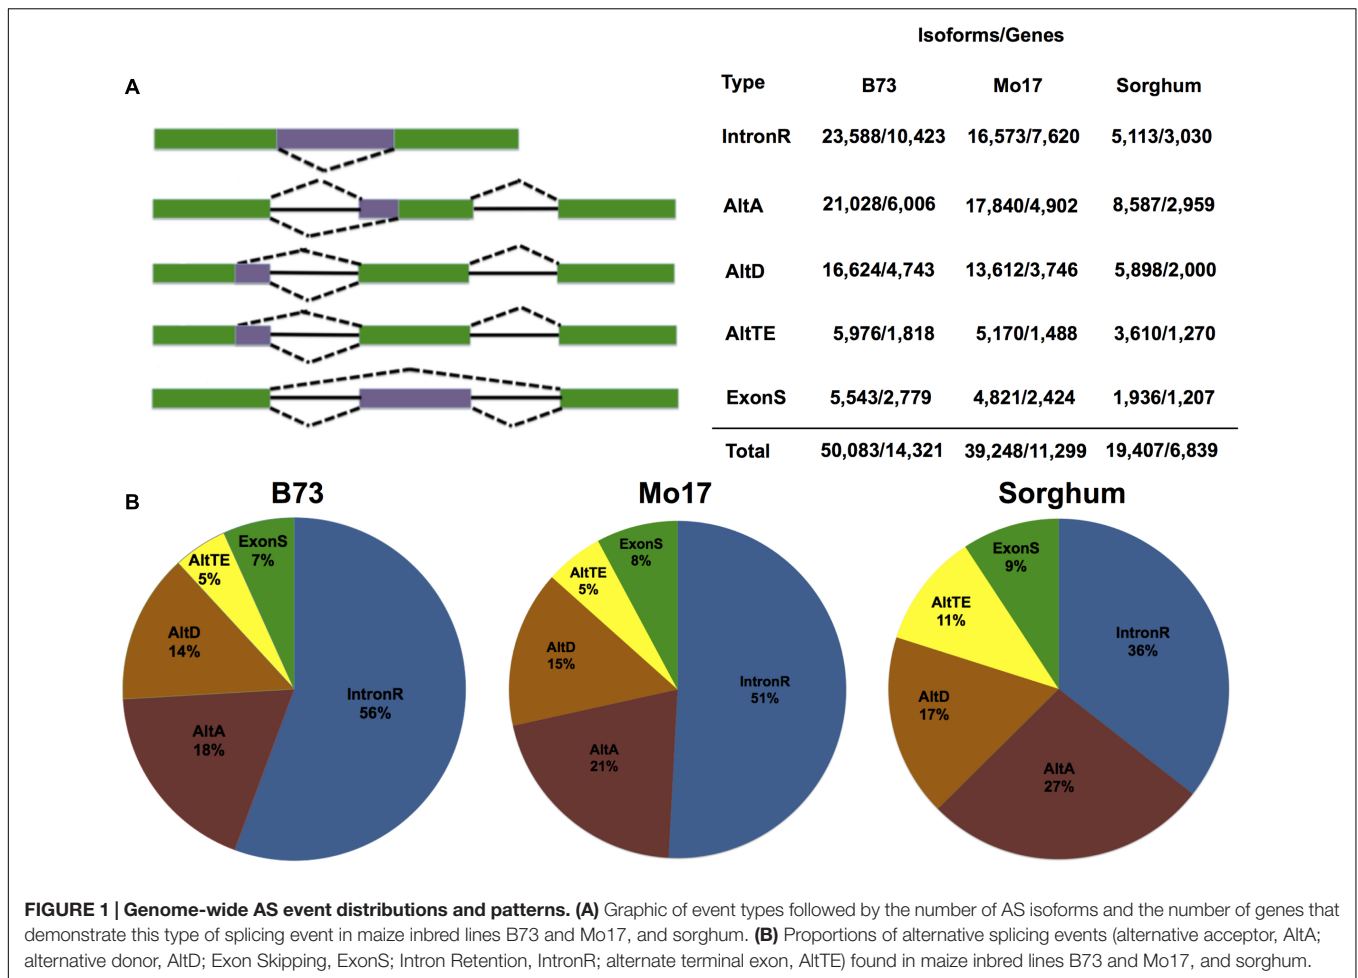 A
Isoforms/Genes
Type B73 Mo17 Sorghum
IntronR 23,588/10,423 16,573/7,620 5,113/3,030
AltA 21,028/6,006 17,840/4,902 8,587/2,959
AltD 16,624/4,743 13,612/3,746 5,898/2,000
AltTE 5,976/1,818 5,170/1,488 3,610/1,270
ExonS 5,543/2,779 4,821/2,424 1,936/1,207
Total 50,083/14,321 39,248/11,299 19,407/6,839
B
B73
ExonS
7%
AltTE
5%
AltD
14%
AltA
18%
IntronR
56%
Mo17
ExonS
8%
AltTE
5%
AltD
15%
AltA
21%
IntronR
51%
Sorghum
ExonS
9%
AltTE
11%
AltD
17%
AltA
27%
IntronR
36%
FIGURE 1 | Genome-wide AS event distributions and patterns. (A) Graphic of event types followed by the number of AS isoforms and the number of genes that
demonstrate this type of splicing event in maize inbred lines B73 and Mo17, and sorghum. (B) Proportions of alternative splicing events (alternative acceptor, AltA;
alternative donor, AltD; Exon Skipping, ExonS; Intron Retention, IntronR; alternate terminal exon, AltTE) found in maize inbred lines B73 and Mo17, and sorghum.